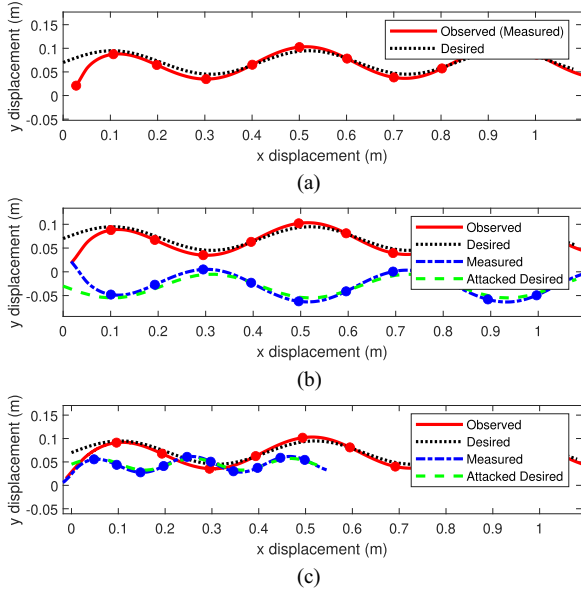 y displacement (m)
0.15
0.1
0.05
0
-0.05
Observed (Measured)
Desired
0 0.1 0.2 0.3 0.4 0.5 0.6 0.7 0.8 0.9 1
x displacement (m)
(a)
y displacement (m)
0.1
0.05
0
-0.05
Observed
Desired
Measured
Attacked Desired
0 0.1 0.2 0.3 0.4 0.5 0.6 0.7 0.8 0.9 1
x displacement (m)
(b)
y displacement (m)
0.15
0.1
0.05
0
-0.05
Observed
Desired
Measured
Attacked Desired
0 0.1 0.2 0.3 0.4 0.5 0.6 0.7 0.8 0.9 1
x displacement (m)
(c)